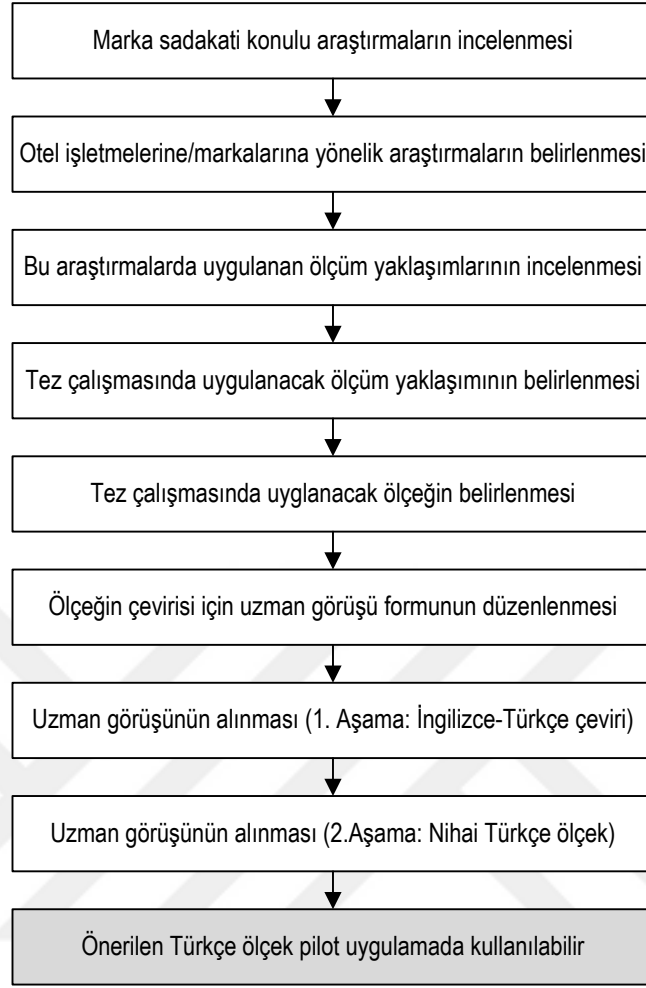 Marka sadakati konulu araştırmaların incelenmesi
Otel işletmelerine/markalarına yönelik araştırmaların belirlenmesi
Bu araştırmalarda uygulanan ölçüm yaklaşımlarının incelenmesi
Tez çalışmasında uygulanacak ölçüm yaklaşımının belirlenmesi
Tez çalışmasında uyglanacak ölçeğin belirlenmesi
Ölçeğin çevirisi için uzman görüşü formunun düzenlenmesi
Uzman görüşünün alınması (1. Aşama: İngilizce-Türkçe çeviri)
Uzman görüşünün alınması (2.Aşama: Nihai Türkçe ölçek)
Önerilen Türkçe ölçek pilot uygulamada kullanılabilir